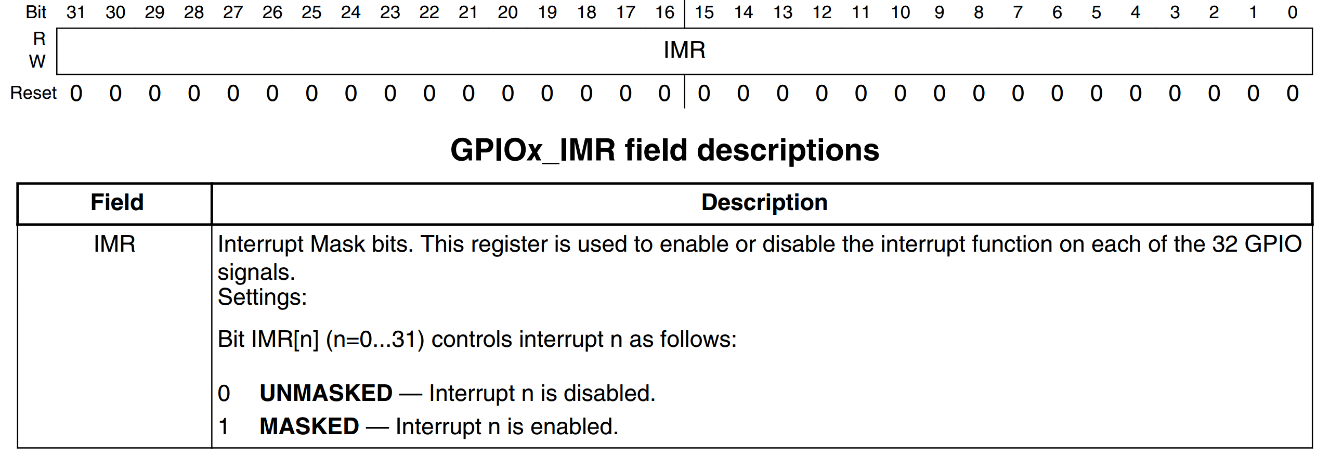 Bit 31 30 29 28 27 26 25 24 23 22 21 20 19 18 17 16 15 14 13 12 11 10 9 8 7 6 5 4 3 2 1 0
R
IMR
W
Reset 0 0 0 0 0 0 0 0 0 0 0 0 0 0 0 0 0 0 0 0 0 0 0 0 0 0 0 0 0 0 0 0
GPIOx_IMR field descriptions
Field Description
IMR Interrupt Mask bits. This register is used to enable or disable the interrupt function on each of the 32 GPIO
signals.
Settings:
Bit IMR[n] (n=0...31) controls interrupt n as follows:
0 UNMASKED — Interrupt n is disabled.
1 MASKED — Interrupt n is enabled.